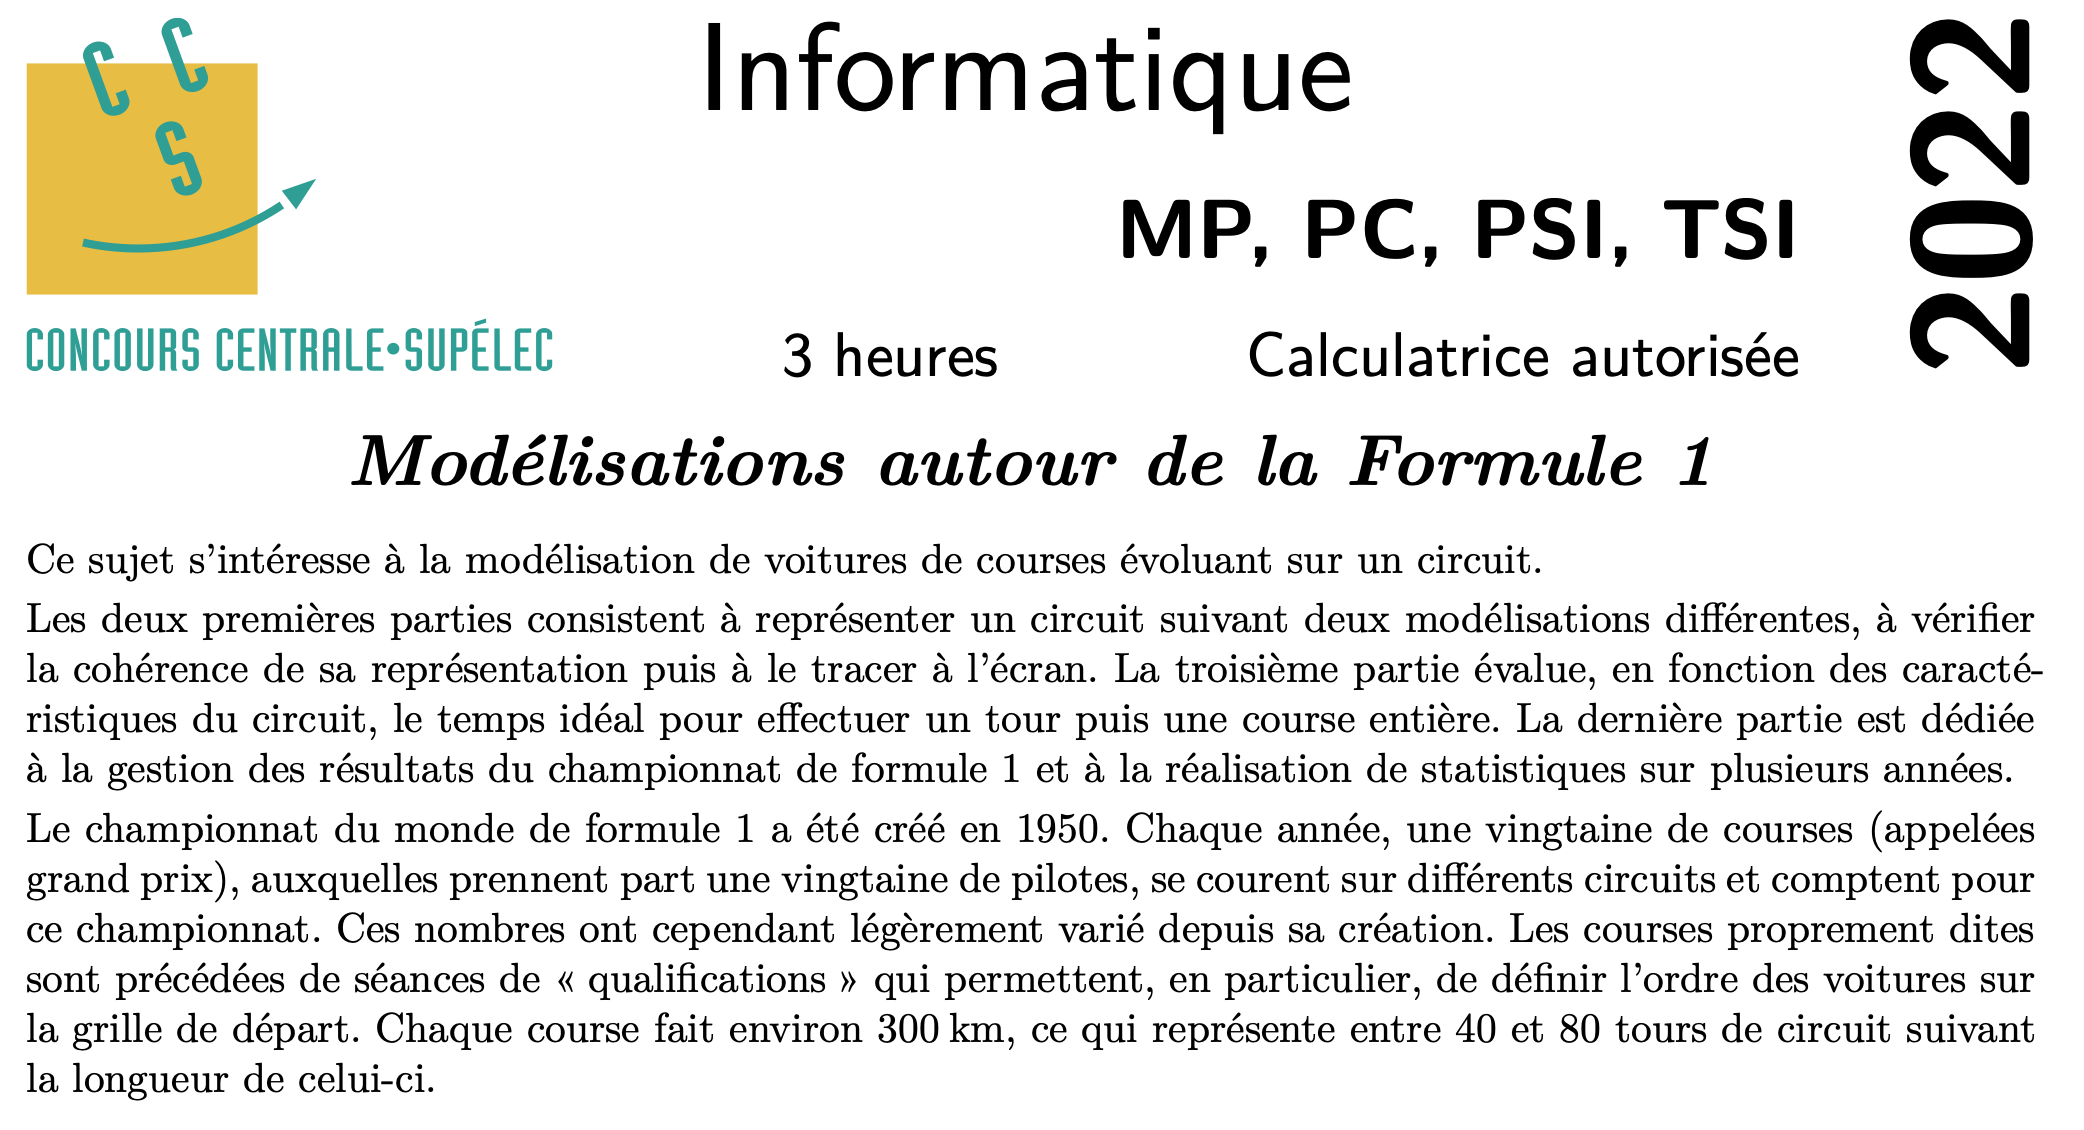 C C S
CONCOURS CENTRALE•SUPÉLEC
Informatique
MP, PC, PSI, TSI
3 heures Calculatrice autorisée
2022
Modélisations autour de la Formule 1
Ce sujet s'intéresse à la modélisation de voitures de courses évoluant sur un circuit.
Les deux premières parties consistent à représenter un circuit suivant deux modélisations différentes, à vérifier
la cohérence de sa représentation puis à le tracer à l'écran. La troisième partie évalue, en fonction des caracté-
ristiques du circuit, le temps idéal pour effectuer un tour puis une course entière. La dernière partie est dédiée
à la gestion des résultats du championnat de formule 1 et à la réalisation de statistiques sur plusieurs années.
Le championnat du monde de formule 1 a été créé en 1950. Chaque année, une vingtaine de courses (appelées
grand prix), auxquelles prennent part une vingtaine de pilotes, se courent sur différents circuits et comptent pour
ce championnat. Ces nombres ont cependant légèrement varié depuis sa création. Les courses proprement dites
sont précédées de séances de « qualifications » qui permettent, en particulier, de définir l'ordre des voitures sur
la grille de départ. Chaque course fait environ 300 km, ce qui représente entre 40 et 80 tours de circuit suivant
la longueur de celui-ci.